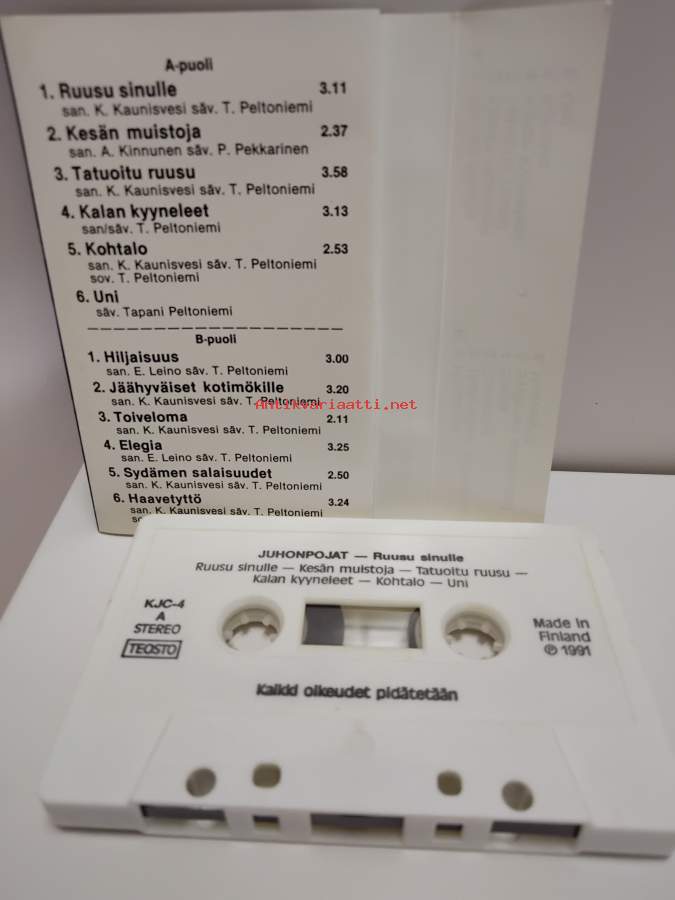 A-puoli
1. Ruusu sinulle 3.11
san. K. Kaunisvesi säv. T. Peltoniemi
2. Kesän muistoja 2.37
san. A. Kinnunen säv. P. Pekkarinen
3. Tatuoitu ruusu 3.58
san. K. Kaunisvesi säv. T. Peltoniemi
4. Kalan kyyneleet 3.13
san/säv. T. Peltoniemi
5. Kohtalo 2.53
san. K. Kaunisvesi säv. T. Peltoniemi
sov. T. Peltoniemi
6. Uni
säv. Tapani Peltoniemi
B-puoli
1. Hiljaisuus 3.00
san. E. Leino säv. T. Peltoniemi
2. Jäähyväiset kotimökille 3.20
san. K. Kaunisvesi säv. T. Peltoniemi
Antikvariaatti.net
3. Toiveloma 2.11
san. K. Kaunisvesi säv. T. Peltoniemi
4. Elegia 3.25
san. E. Leino säv. T. Peltoniemi
5. Sydämen salaisuudet 2.50
san. K. Kaunisvesi säv. T. Peltoniemi
6. Haavetyttö 3.24
san. K. Kaunisvesi säv. T. Peltoniemi
JUHONPOJAT — Ruusu sinulle
Ruusu sinulle — Kesän muistoja — Tatuoitu ruusu —
Kalan kyyneleet — Kohtalo — Uni
KJC-4
A
STEREO
TEOSTO
Made in
Finland
℗ 1991
Kaikki oikeudet pidätetään